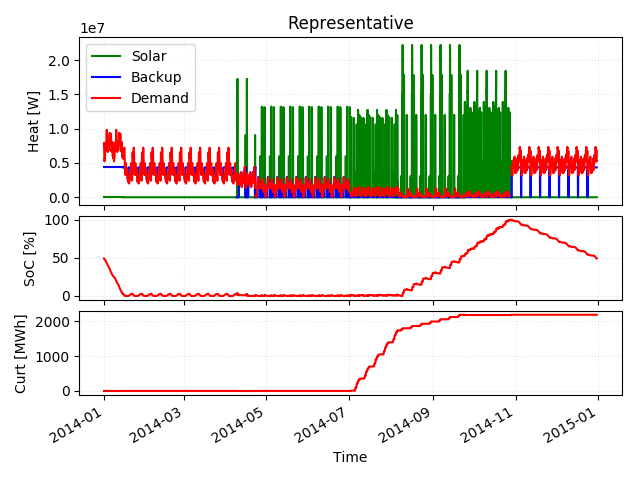 Representative
1e7
Heat [W]
2.0
1.5
1.0
0.5
0.0
Solar
Backup
Demand
SoC [%]
100
50
0
Curt [MWh]
2000
1000
0
2014-01
2014-03
2014-05
2014-07
2014-09
2014-11
2015-01
Time